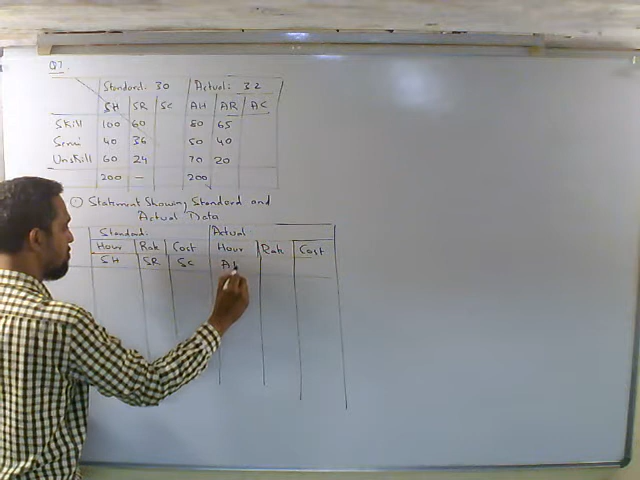 Q7.
Standard: 30 Actual: 32
SH SR SC AH AR AC
Skill 100 60 80 65
Semi 40 36 50 40
Unskill 60 24 70 20
200 — 200
① Statement Showing Standard and
Actual Data
Standard Actual
Hour Rate Cost Hour Rate Cost
SH SR SC AH